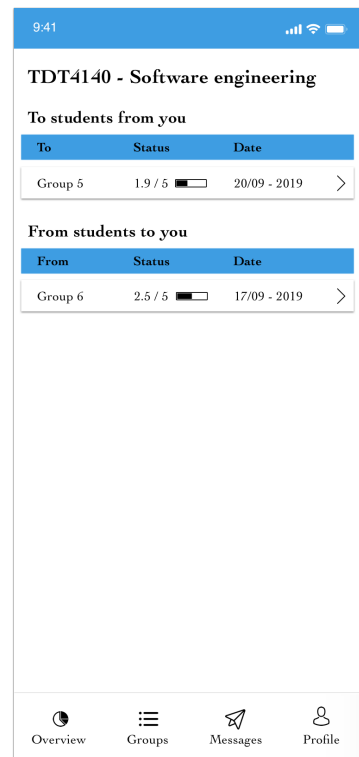 9:41
TDT4140 - Software engineering
To students from you
To Status Date
Group 5 1.9 / 5 20/09 - 2019
From students to you
From Status Date
Group 6 2.5 / 5 17/09 - 2019
Overview Groups Messages Profile